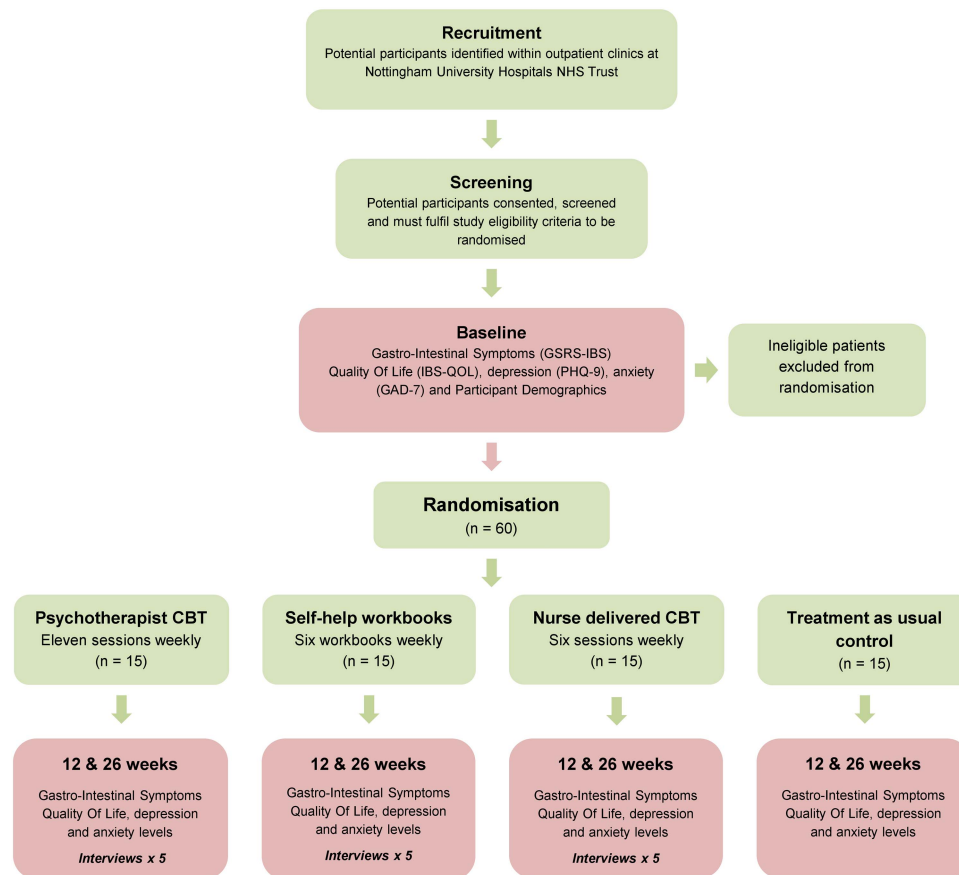 Recruitment
Potential participants identified within outpatient clinics at
Nottingham University Hospitals NHS Trust
Screening
Potential participants consented, screened
and must fulfil study eligibility criteria to be
randomised
Baseline
Gastro-Intestinal Symptoms (GSRS-IBS)
Quality Of Life (IBS-QOL), depression (PHQ-9), anxiety
(GAD-7) and Participant Demographics
Ineligible patients
excluded from
randomisation
Randomisation
(n = 60)
Psychotherapist CBT
Eleven sessions weekly
(n = 15)
Self-help workbooks
Six workbooks weekly
(n = 15)
Nurse delivered CBT
Six sessions weekly
(n = 15)
Treatment as usual
control
(n = 15)
12 & 26 weeks
Gastro-Intestinal Symptoms
Quality Of Life, depression
and anxiety levels
Interviews x 5
12 & 26 weeks
Gastro-Intestinal Symptoms
Quality Of Life, depression
and anxiety levels
Interviews x 5
12 & 26 weeks
Gastro-Intestinal Symptoms
Quality Of Life, depression
and anxiety levels
Interviews x 5
12 & 26 weeks
Gastro-Intestinal Symptoms
Quality Of Life, depression
and anxiety levels